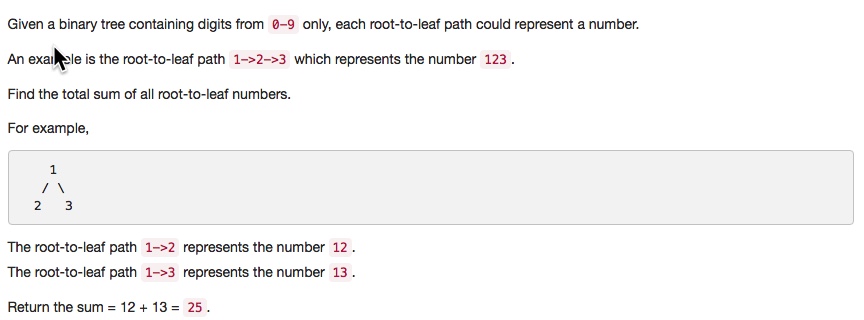 Given a binary tree containing digits from 0-9 only, each root-to-leaf path could represent a number.
An example is the root-to-leaf path 1->2->3 which represents the number 123 .
Find the total sum of all root-to-leaf numbers.
For example,
1
/ \
2 3
The root-to-leaf path 1->2 represents the number 12 .
The root-to-leaf path 1->3 represents the number 13 .
Return the sum = 12 + 13 = 25 .